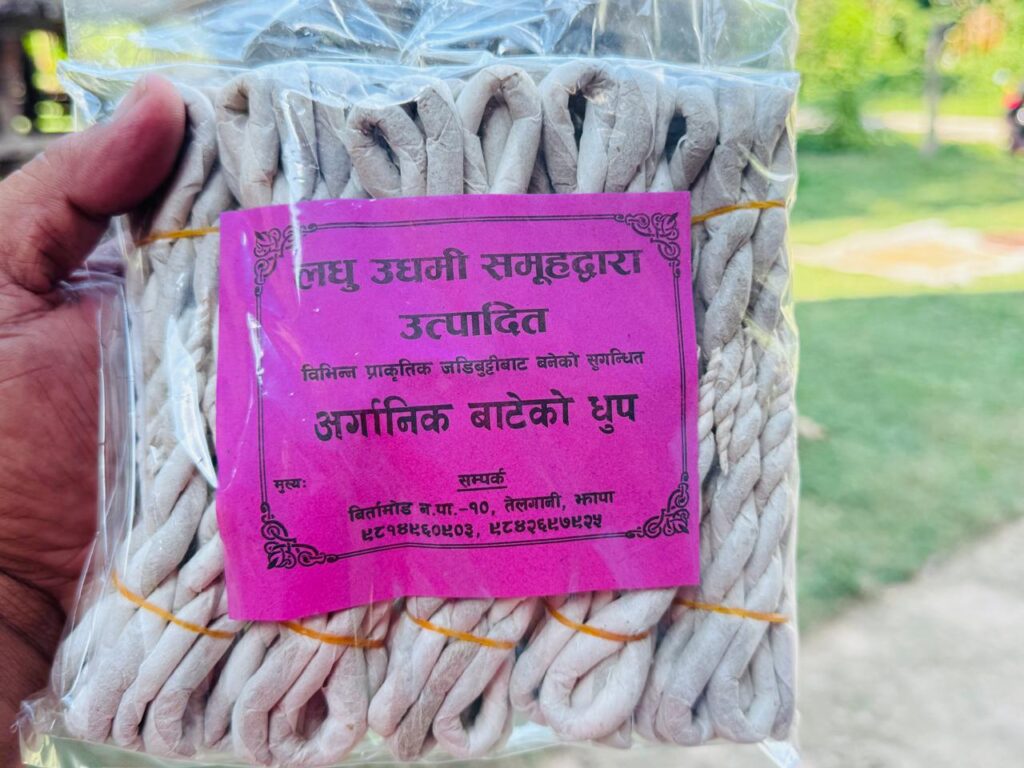 लघु उधमी समूहद्वारा
उत्पादित
विभिन्न प्राकृतिक जडिबुट्टीबाट बनेको सुगन्धित
अर्गानिक बाटेको धुप
मुल्यः
सम्पर्क
बिर्तामोड न.पा.-१०, तेलगानी, झापा
९८१४९६०९०३, ९८४२६९७९२५